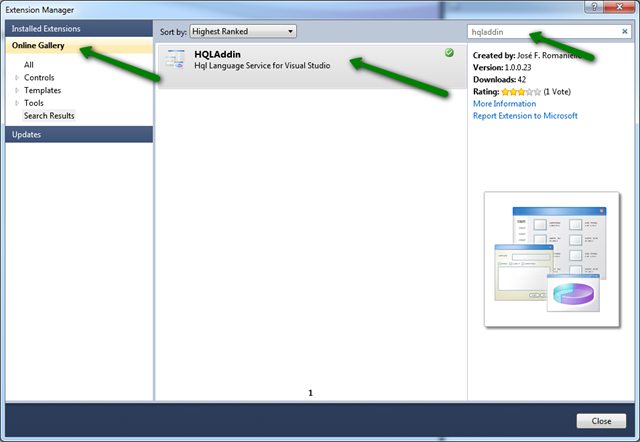 Extension Manager
Installed Extensions
Online Gallery
All
Controls
Templates
Tools
Search Results
Updates
Sort by: Highest Ranked
HQLAddin
Hql Language Service for Visual Studio
1
hqladdin
Created by: José F. Romaniello
Version: 1.0.0.23
Downloads: 42
Rating: (1 Vote)
More Information
Report Extension to Microsoft
Close